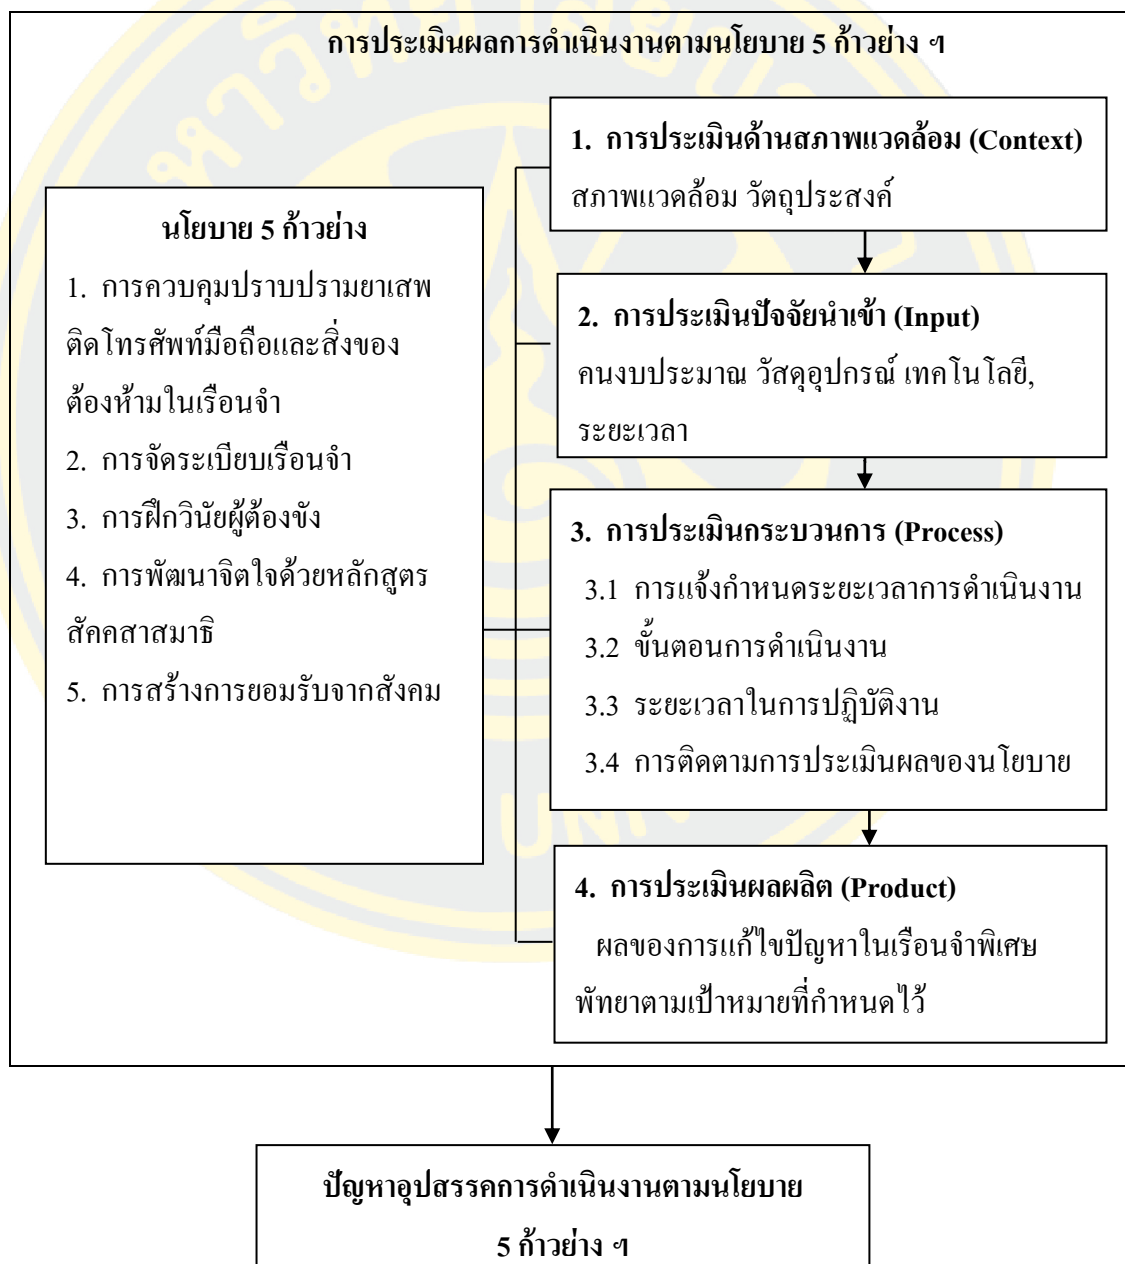 การประเมินผลการดำเนินงานตามนโยบาย 5 ก้าวย่าง ฯ
นโยบาย 5 ก้าวย่าง
1. การควบคุมปราบปรามยาเสพ
ติดโทรศัพท์มือถือและสิ่งของ
ต้องห้ามในเรือนจำ
2. การจัดระเบียบเรือนจำ
3. การฝึกวินัยผู้ต้องขัง
4. การพัฒนาจิตใจด้วยหลักสูตร
สัคคสาสมาธิ
5. การสร้างการยอมรับจากสังคม
1. การประเมินด้านสภาพแวดล้อม (Context)
สภาพแวดล้อม วัตถุประสงค์
2. การประเมินปัจจัยนำเข้า (Input)
คนงบประมาณ วัสดุอุปกรณ์ เทคโนโลยี,
ระยะเวลา
3. การประเมินกระบวนการ (Process)
3.1 การแจ้งกำหนดระยะเวลาการดำเนินงาน
3.2 ขั้นตอนการดำเนินงาน
3.3 ระยะเวลาในการปฏิบัติงาน
3.4 การติดตามการประเมินผลของนโยบาย
4. การประเมินผลผลิต (Product)
ผลของการแก้ไขปัญหาในเรือนจำพิเศษ
พัทยาตามเป้าหมายที่กำหนดไว้
ปัญหาอุปสรรคการดำเนินงานตามนโยบาย
5 ก้าวย่าง ฯ